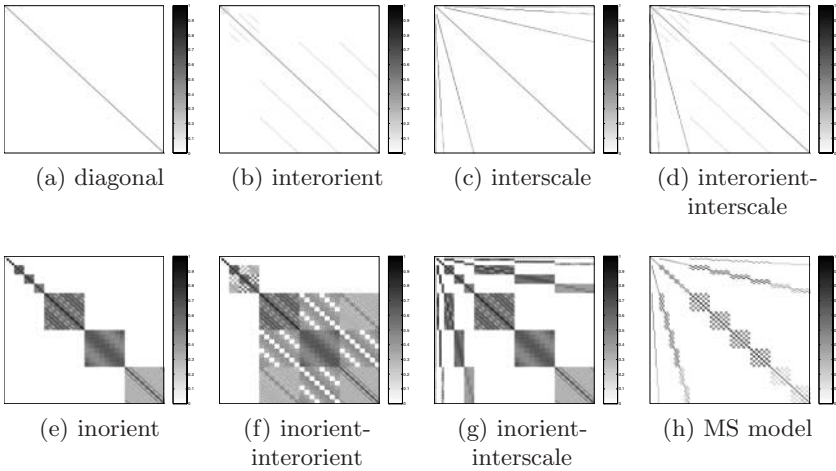 (a) diagonal
(b) interorient
(c) interscale
(d) interorient-
interscale
(e) inorient
(f) inorient-
interorient
(g) inorient-
interscale
(h) MS model